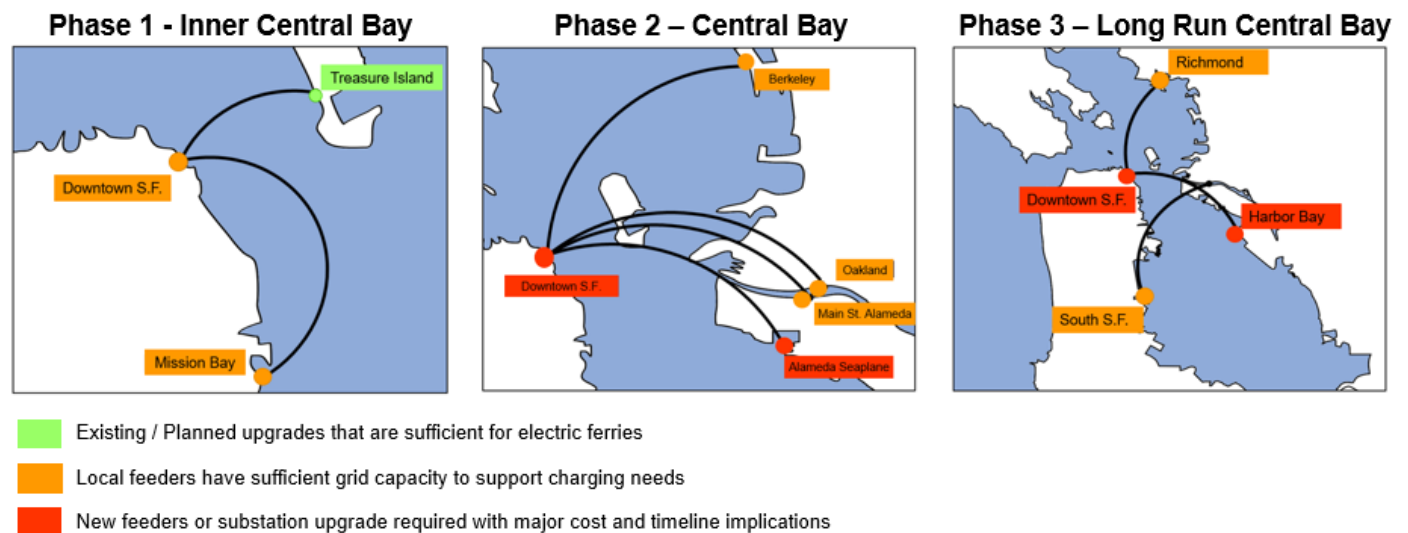 Phase 1 - Inner Central Bay
Treasure Island
Downtown S.F.
Mission Bay
Phase 2 – Central Bay
Berkeley
Downtown S.F.
Oakland
Main St. Alameda
Alameda Seaplane
Phase 3 – Long Run Central Bay
Richmond
Downtown S.F.
Harbor Bay
South S.F.
Existing / Planned upgrades that are sufficient for electric ferries
Local feeders have sufficient grid capacity to support charging needs
New feeders or substation upgrade required with major cost and timeline implications